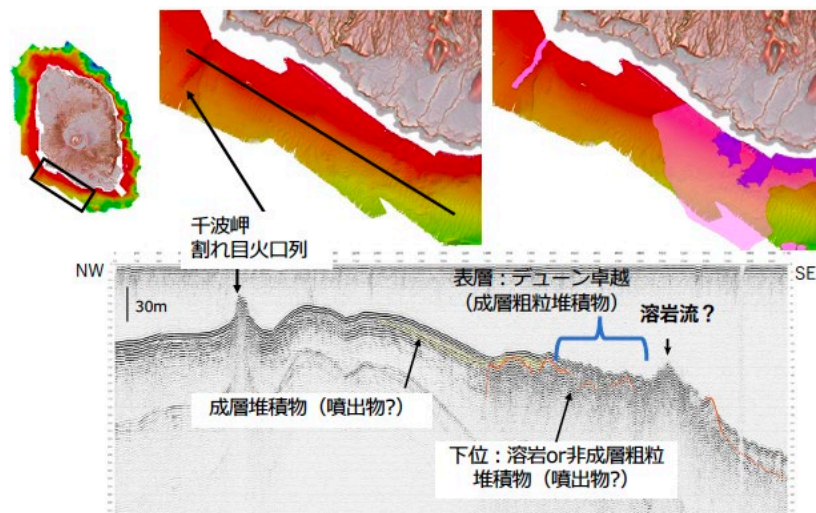 千波岬
割れ目火口列
NW
SE
30m
表層：デューン卓越
（成層粗粒堆積物）
溶岩流？
成層堆積物（噴出物?）
下位：溶岩or非成層粗粒
堆積物（噴出物?）